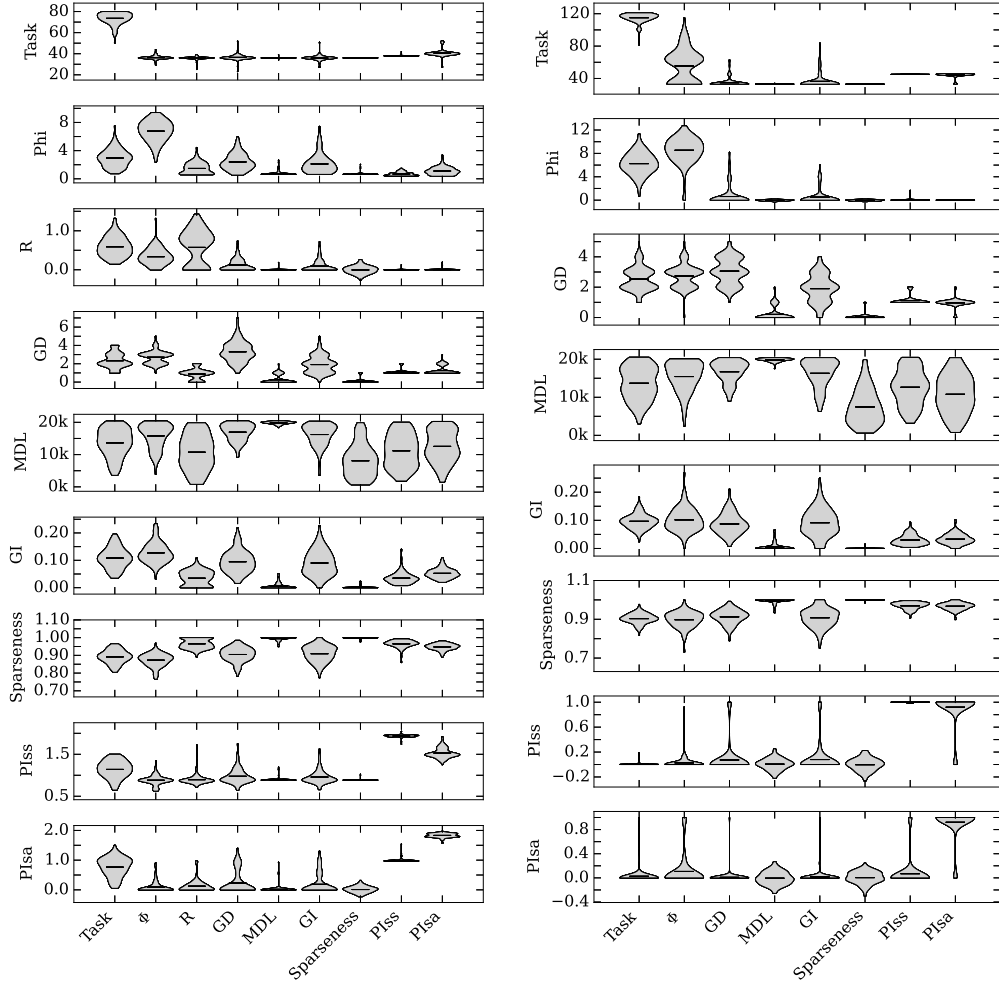 Task
80
60
40
20
Phi
8
4
0
R
1.0
0.0
GD
6
4
2
0
MDL
20k
10k
0k
GI
0.20
0.10
0.00
Sparseness
1.10
1.00
0.90
0.80
0.70
PIss
1.5
0.5
PIsa
2.0
1.0
0.0
Task Φ R GD MDL GI Sparseness PIss PIsa
Task
120
80
40
Phi
12
8
4
0
GD
4
2
0
MDL
20k
10k
0k
GI
0.20
0.10
0.00
Sparseness
1.1
0.9
0.7
PIss
1.0
0.6
0.2
−0.2
PIsa
0.8
0.4
0.0
−0.4
Task Φ GD MDL GI Sparseness PIss PIsa